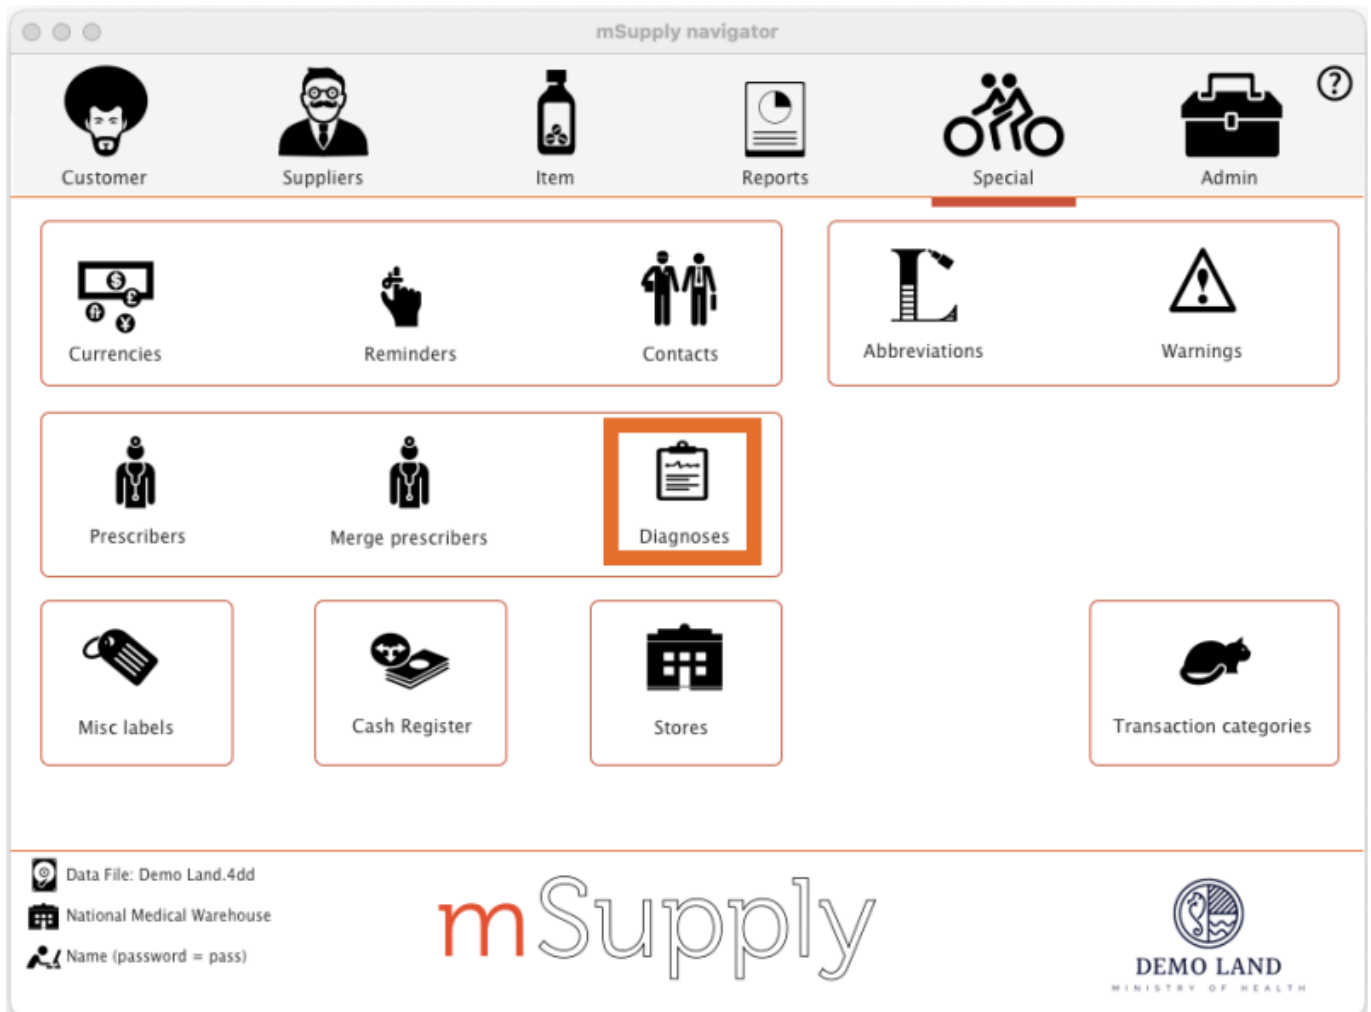 mSupply navigator
?
Customer
Suppliers
Item
Reports
Special
Admin
Currencies
Reminders
Contacts
Abbreviations
Warnings
Prescribers
Merge prescribers
Diagnoses
Misc labels
Cash Register
Stores
Transaction categories
Data File: Demo Land.4dd
National Medical Warehouse
Name (password = pass)
mSupply
DEMO LAND
MINISTRY OF HEALTH